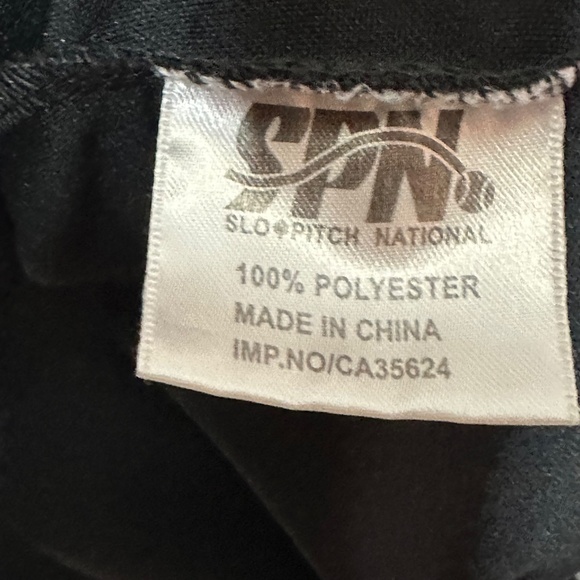 SPN
SLO PITCH NATIONAL
100% POLYESTER
MADE IN CHINA
IMP.NO/CA35624